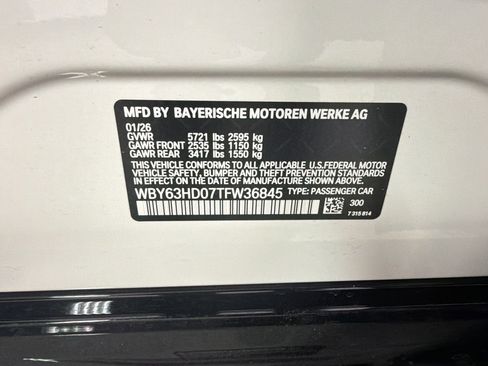 MFD BY BAYERISCHE MOTOREN WERKE AG
01/26
GVWR 5721 lbs 2595 kg
GAWR FRONT 2535 lbs 1150 kg
GAWR REAR 3417 lbs 1550 kg
THIS VEHICLE CONFORMS TO ALL APPLICABLE U.S.FEDERAL MOTOR
VEHICLE SAFETY, BUMPER, AND THEFT PREVENTION STANDARDS
IN EFFECT ON THE DATE OF MANUFACTURE SHOWN ABOVE.
WBY63HD07TFW36845 TYPE: PASSENGER CAR
300
7 315 814